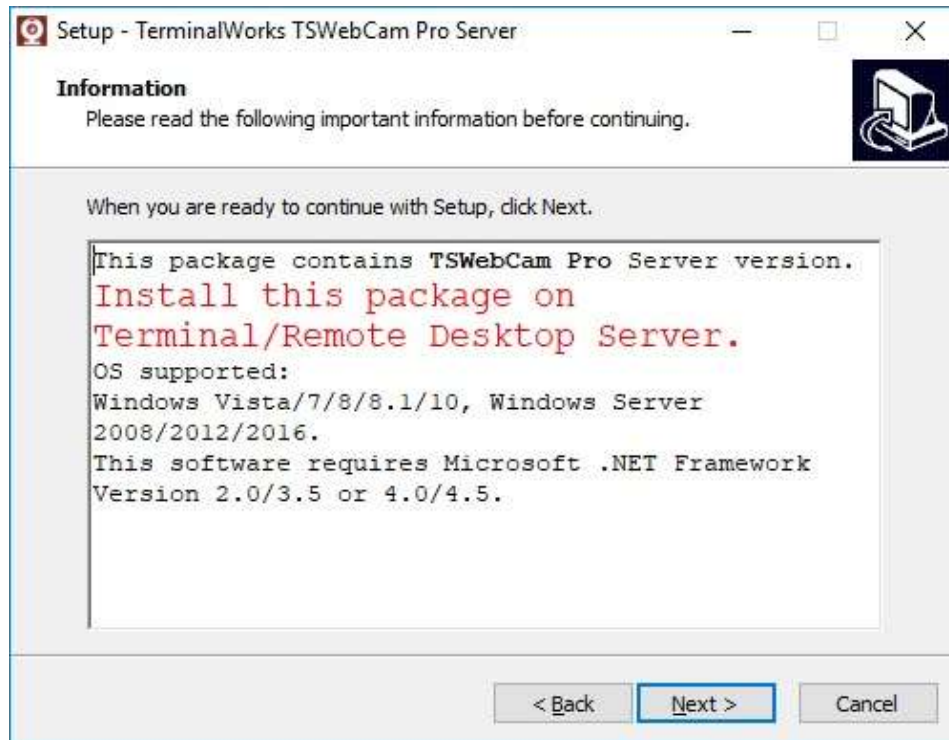 Setup - TerminalWorks TSWebCam Pro Server
Information
Please read the following important information before continuing.
When you are ready to continue with Setup, click Next.
This package contains TSWebCam Pro Server version.
Install this package on
Terminal/Remote Desktop Server.
OS supported:
Windows Vista/7/8/8.1/10, Windows Server
2008/2012/2016.
This software requires Microsoft .NET Framework
Version 2.0/3.5 or 4.0/4.5.
< Back
Next >
Cancel